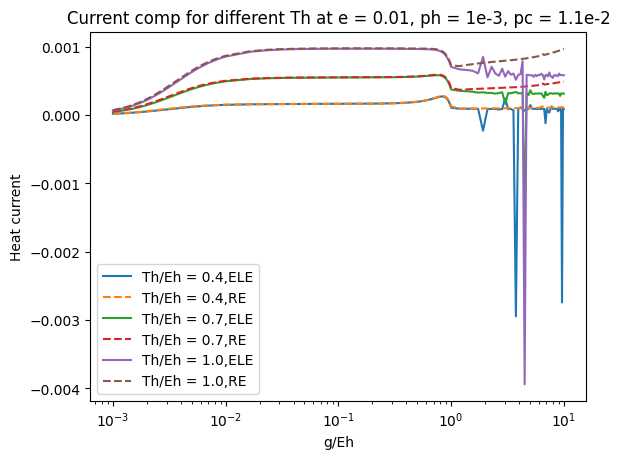 Current comp for different Th at e = 0.01, ph = 1e-3, pc = 1.1e-2
0.001
0.000
−0.001
−0.002
−0.003
−0.004
Heat current
Th/Eh = 0.4,ELE
Th/Eh = 0.4,RE
Th/Eh = 0.7,ELE
Th/Eh = 0.7,RE
Th/Eh = 1.0,ELE
Th/Eh = 1.0,RE
10⁻³ 10⁻² 10⁻¹ 10⁰ 10¹
g/Eh